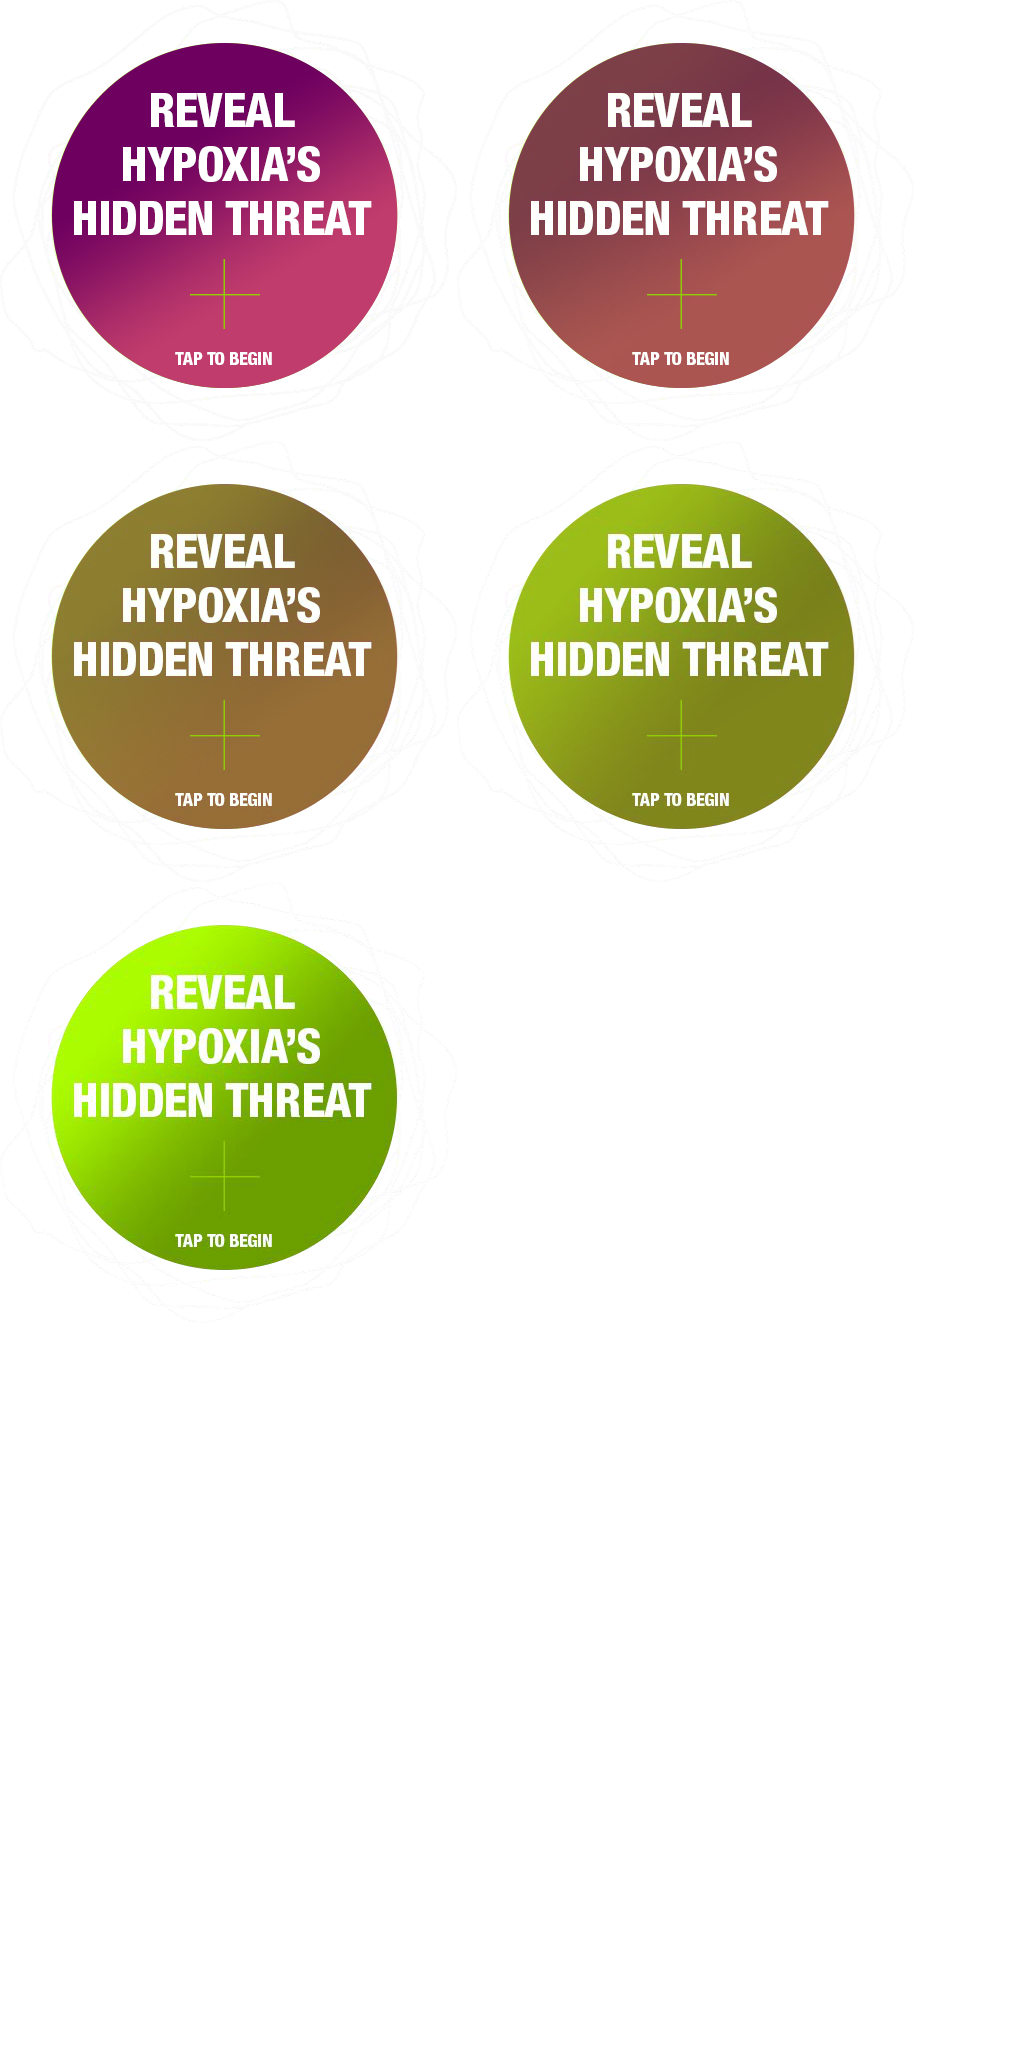 REVEAL
HYPOXIA’S
HIDDEN THREAT
TAP TO BEGIN
REVEAL
HYPOXIA’S
HIDDEN THREAT
TAP TO BEGIN
REVEAL
HYPOXIA’S
HIDDEN THREAT
TAP TO BEGIN
REVEAL
HYPOXIA’S
HIDDEN THREAT
TAP TO BEGIN
REVEAL
HYPOXIA’S
HIDDEN THREAT
TAP TO BEGIN